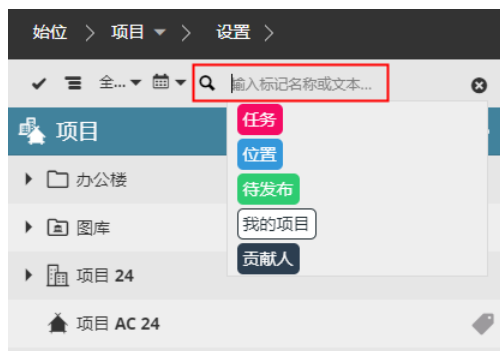 始位 > 项目 > 设置 >
全... 输入标记名称或文本...
项目
任务
位置
待发布
我的项目
贡献人
办公楼
图库
项目 24
项目 AC 24